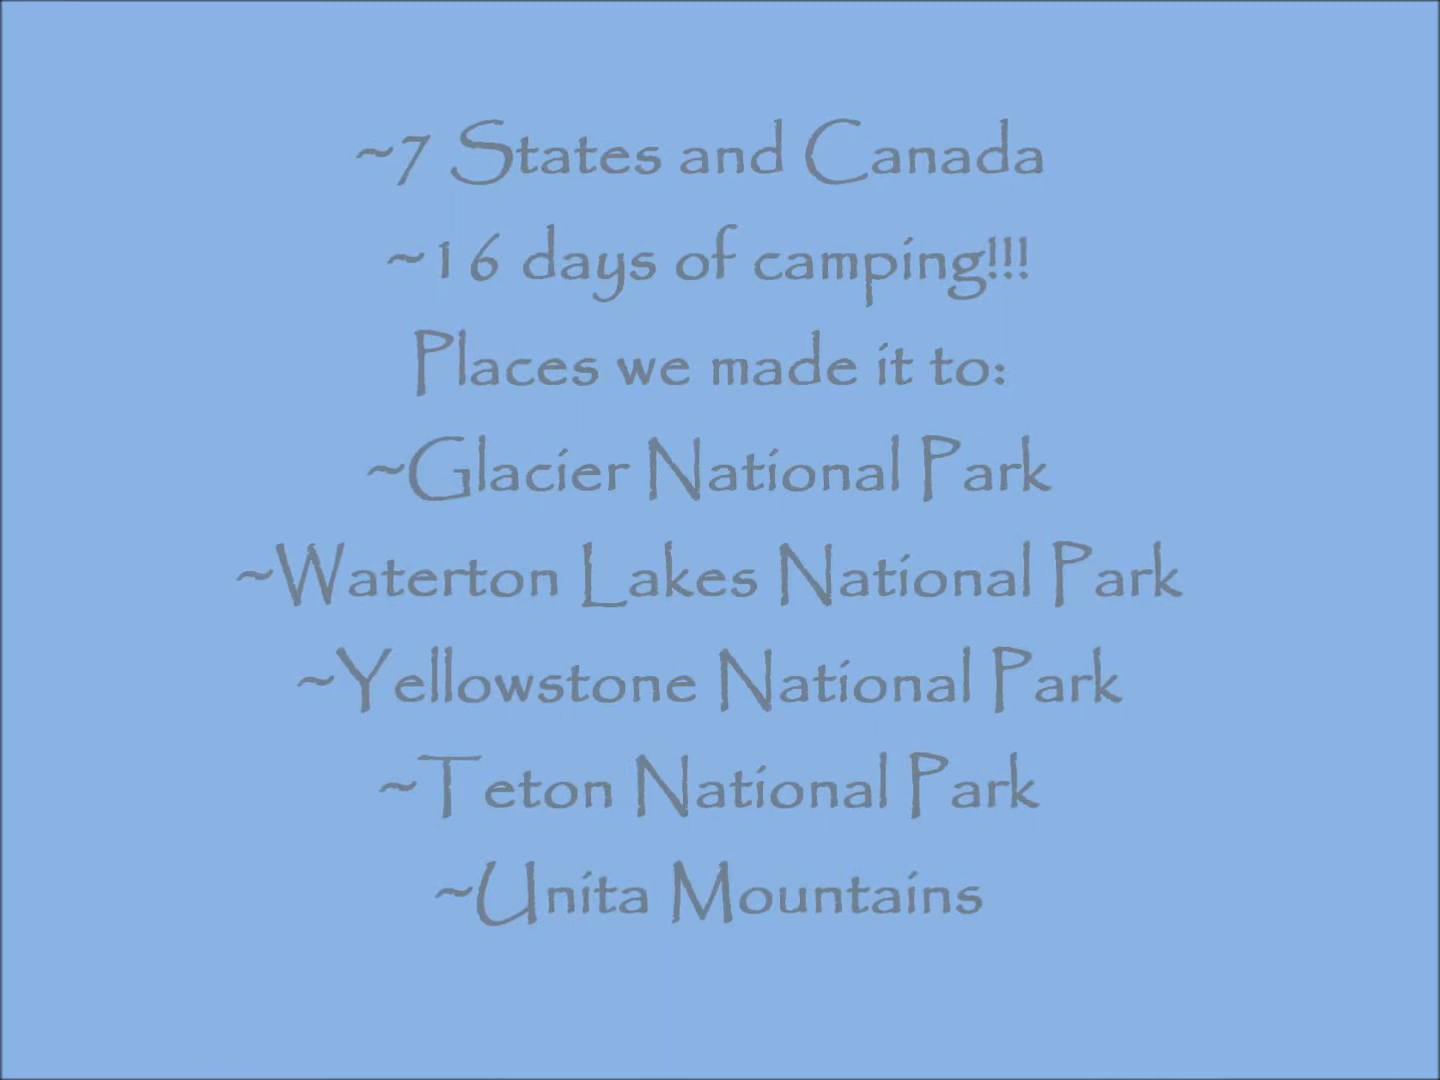 ~7 States and Canada
~16 days of camping!!!
Places we made it to:
~Glacier National Park
~Waterton Lakes National Park
~Yellowstone National Park
~Teton National Park
~Unita Mountains